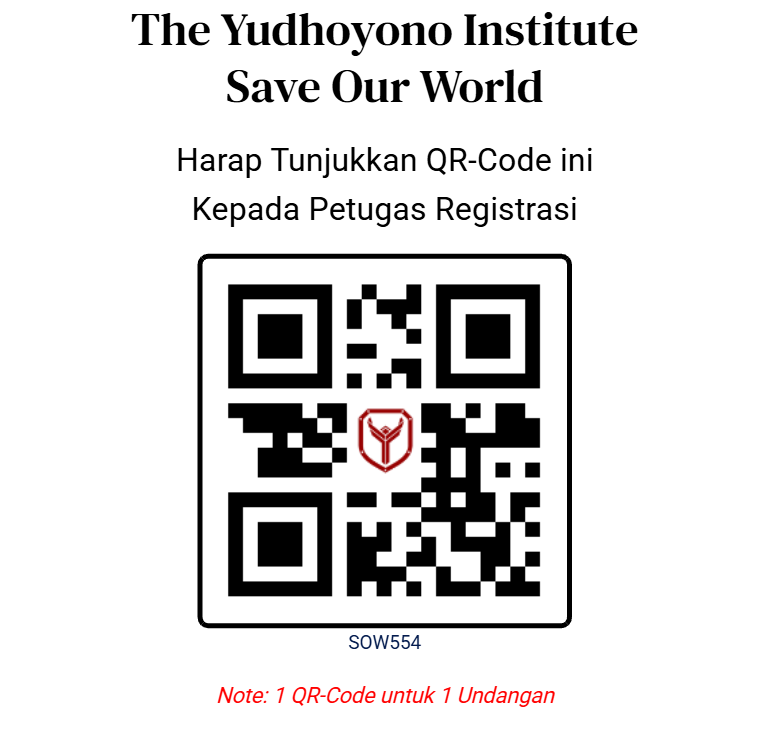 The Yudhoyono Institute
Save Our World
Harap Tunjukkan QR-Code ini
Kepada Petugas Registrasi
SOW554
Note: 1 QR-Code untuk 1 Undangan